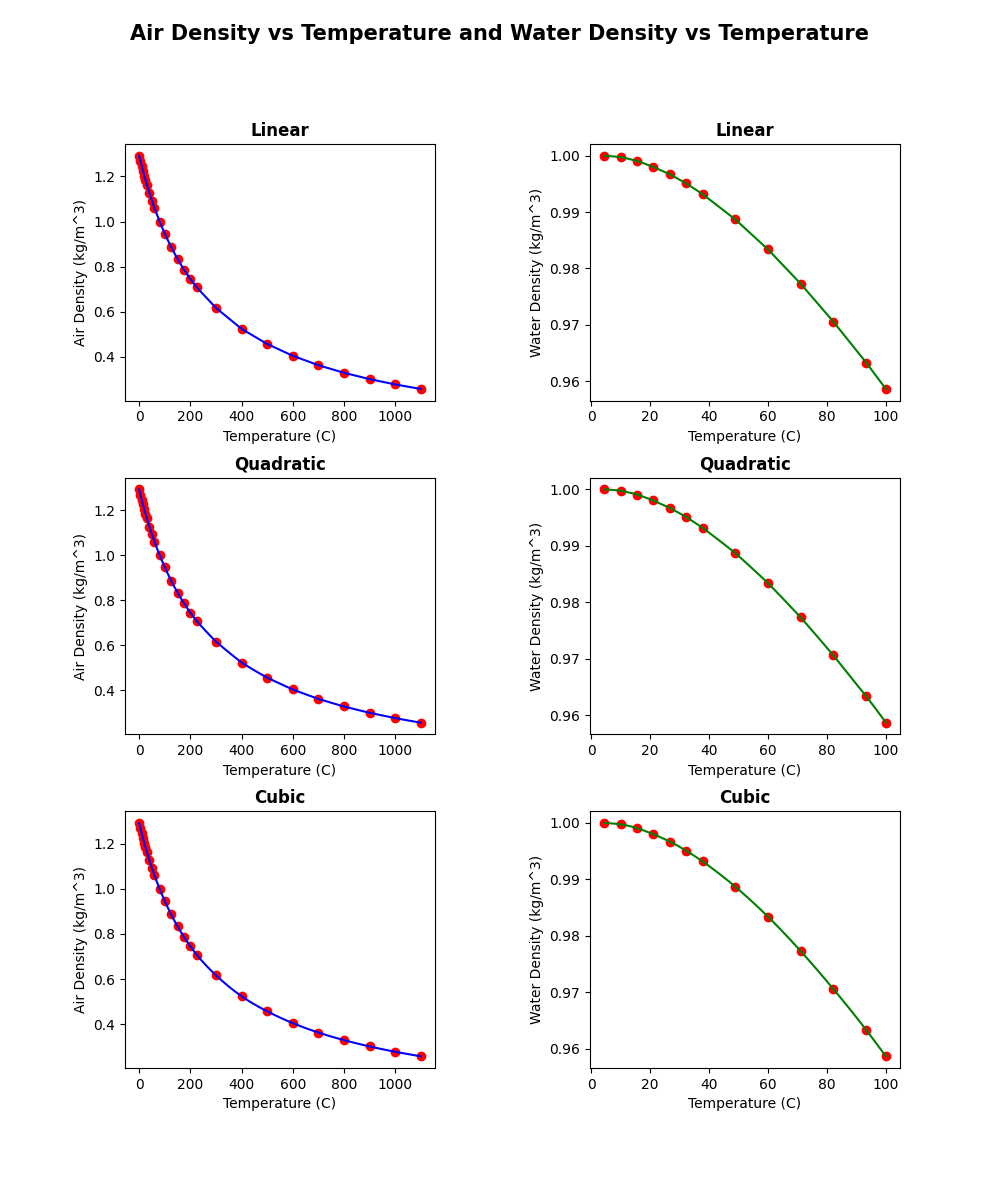 Air Density vs Temperature and Water Density vs Temperature
Linear
Air Density (kg/m^3)
1.2
1.0
0.8
0.6
0.4
0 200 400 600 800 1000
Temperature (C)
Linear
Water Density (kg/m^3)
1.00
0.99
0.98
0.97
0.96
0 20 40 60 80 100
Temperature (C)
Quadratic
Air Density (kg/m^3)
1.2
1.0
0.8
0.6
0.4
0 200 400 600 800 1000
Temperature (C)
Quadratic
Water Density (kg/m^3)
1.00
0.99
0.98
0.97
0.96
0 20 40 60 80 100
Temperature (C)
Cubic
Air Density (kg/m^3)
1.2
1.0
0.8
0.6
0.4
0 200 400 600 800 1000
Temperature (C)
Cubic
Water Density (kg/m^3)
1.00
0.99
0.98
0.97
0.96
0 20 40 60 80 100
Temperature (C)